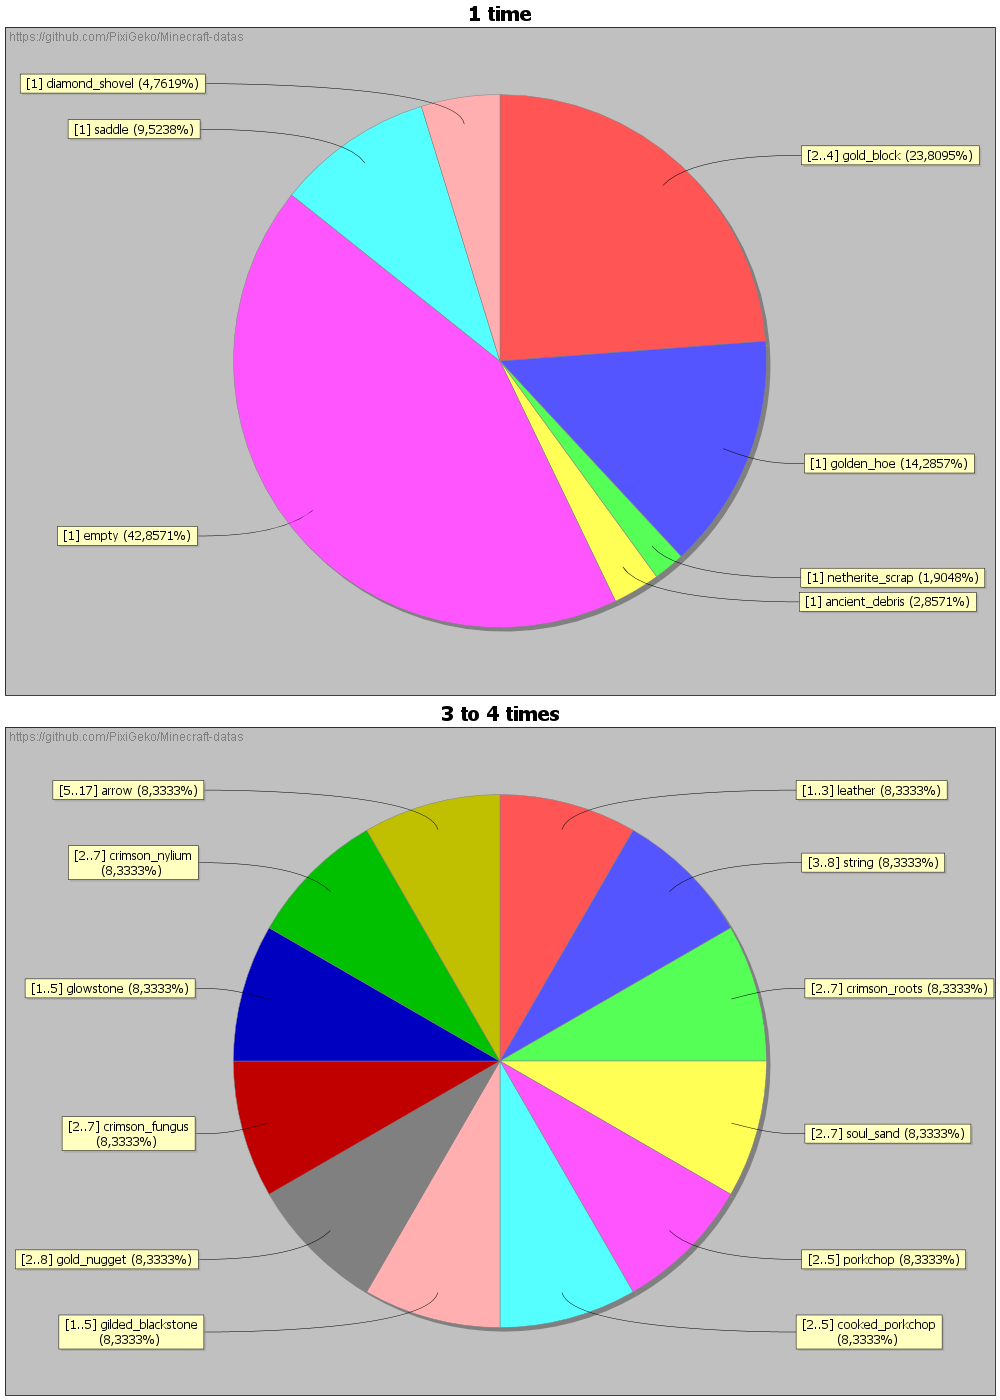 1 time
https://github.com/PixiGeko/Minecraft-datas
[1] diamond_shovel (4,7619%)
[1] saddle (9,5238%)
[2..4] gold_block (23,8095%)
[1] golden_hoe (14,2857%)
[1] empty (42,8571%)
[1] netherite_scrap (1,9048%)
[1] ancient_debris (2,8571%)
3 to 4 times
https://github.com/PixiGeko/Minecraft-datas
[5..17] arrow (8,3333%)
[1..3] leather (8,3333%)
[2..7] crimson_nylium
(8,3333%)
[3..8] string (8,3333%)
[1..5] glowstone (8,3333%)
[2..7] crimson_roots (8,3333%)
[2..7] crimson_fungus
(8,3333%)
[2..7] soul_sand (8,3333%)
[2..8] gold_nugget (8,3333%)
[2..5] porkchop (8,3333%)
[1..5] gilded_blackstone
(8,3333%)
[2..5] cooked_porkchop
(8,3333%)